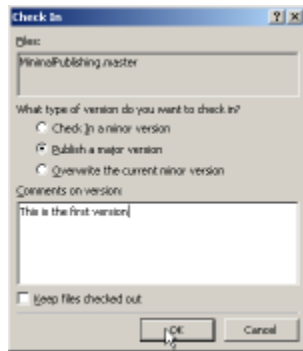 Check In
Files:
MinimalPublishing.master
What type of version do you want to check in?
Check In a minor version
Publish a major version
Overwrite the current minor version
Comments on version:
This is the first version
Keep files checked out
OK
Cancel